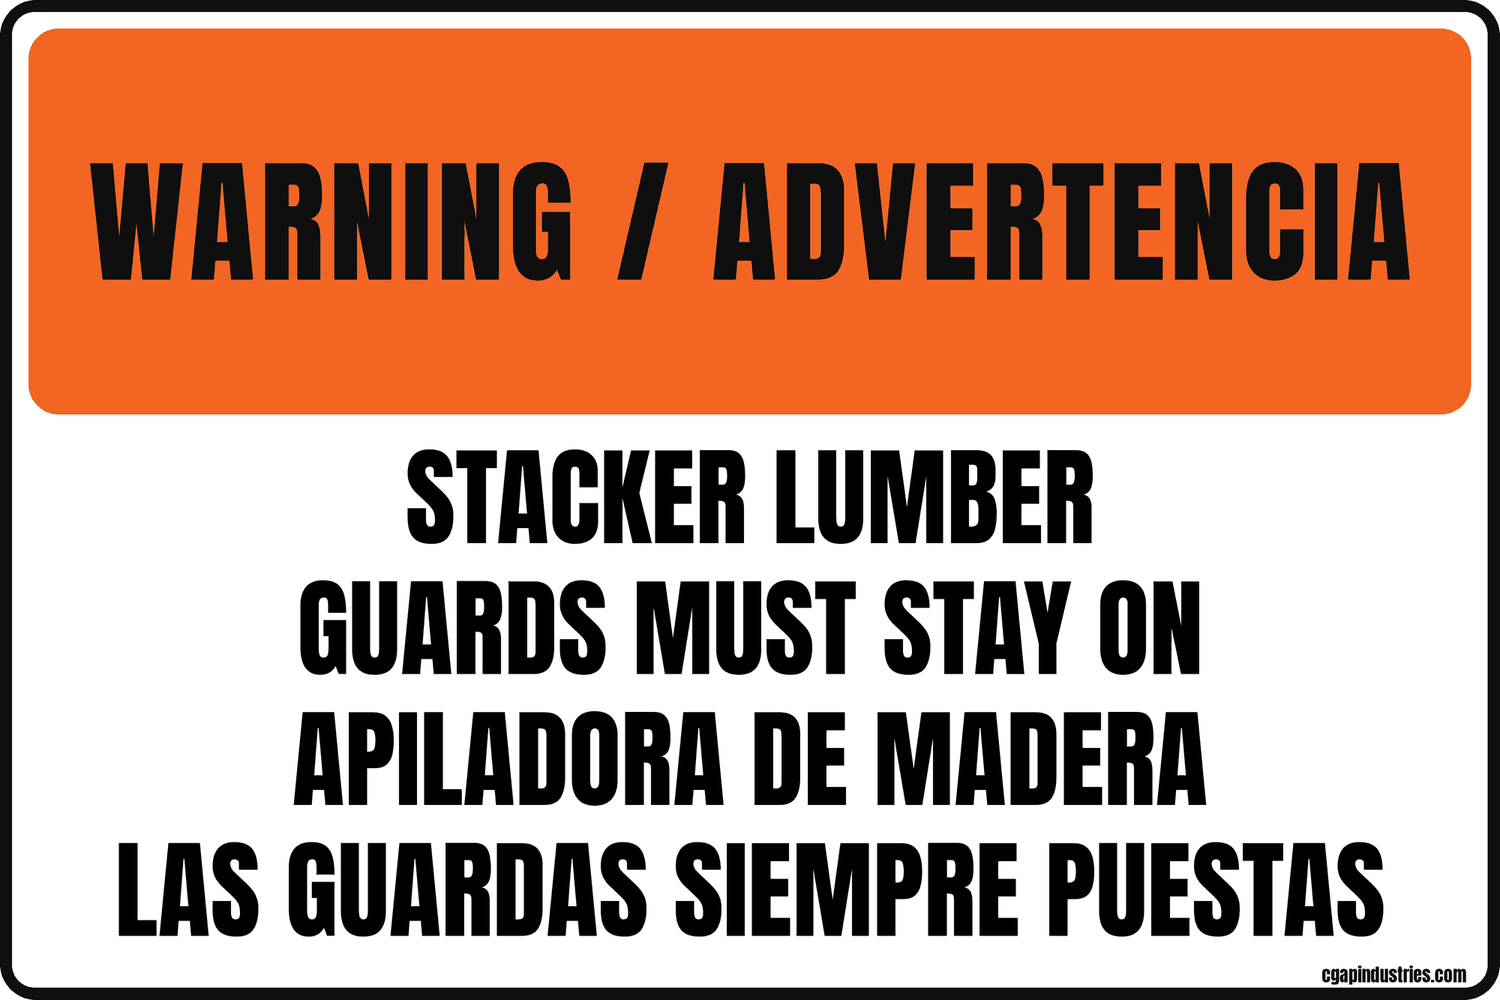 WARNING / ADVERTENCIA
STACKER LUMBER
GUARDS MUST STAY ON
APILADORA DE MADERA
LAS GUARDAS SIEMPRE PUESTAS
cgapindustries.com